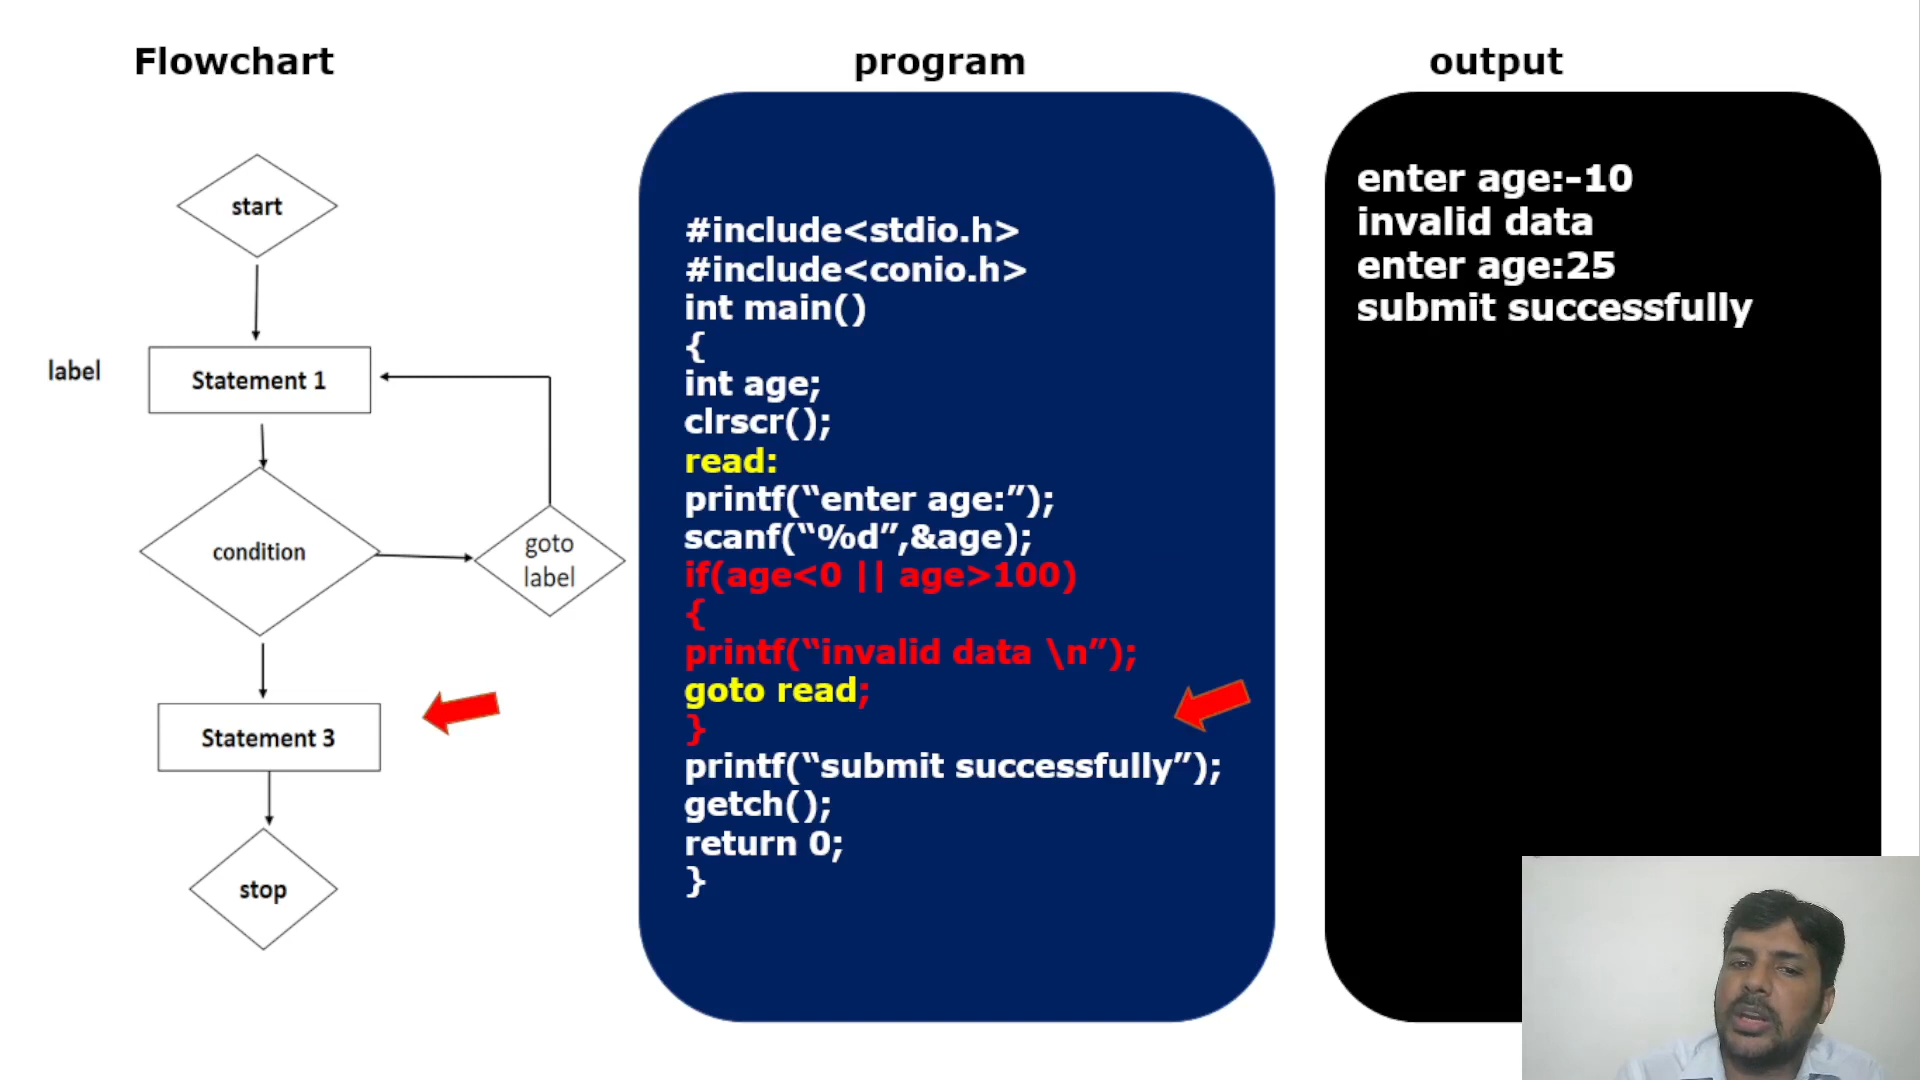 Flowchart
start
label
Statement 1
condition
goto
label
Statement 3
stop
program
#include<stdio.h>
#include<conio.h>
int main()
{
int age;
clrscr();
read:
printf(“enter age:”);
scanf(“%d”,&age);
if(age<0 || age>100)
{
printf(“invalid data \n”);
goto read;
}
printf(“submit successfully”);
getch();
return 0;
}
output
enter age:-10
invalid data
enter age:25
submit successfully